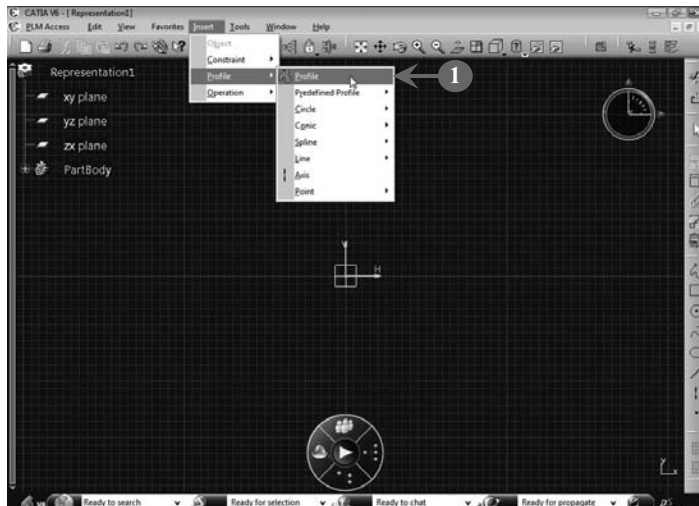 CATIA V6 - [Representation1]
PLM Access Edit View Favorites Insert Tools Window Help
Object
Constraint
Profile
Operation
Profile
Predefined Profile
Circle
Conic
Spline
Line
Axis
Point
1
Representation1
xy plane
yz plane
zx plane
PartBody
V
H
y
x
Ready to search
Ready for selection
Ready to chat
Ready for propagate